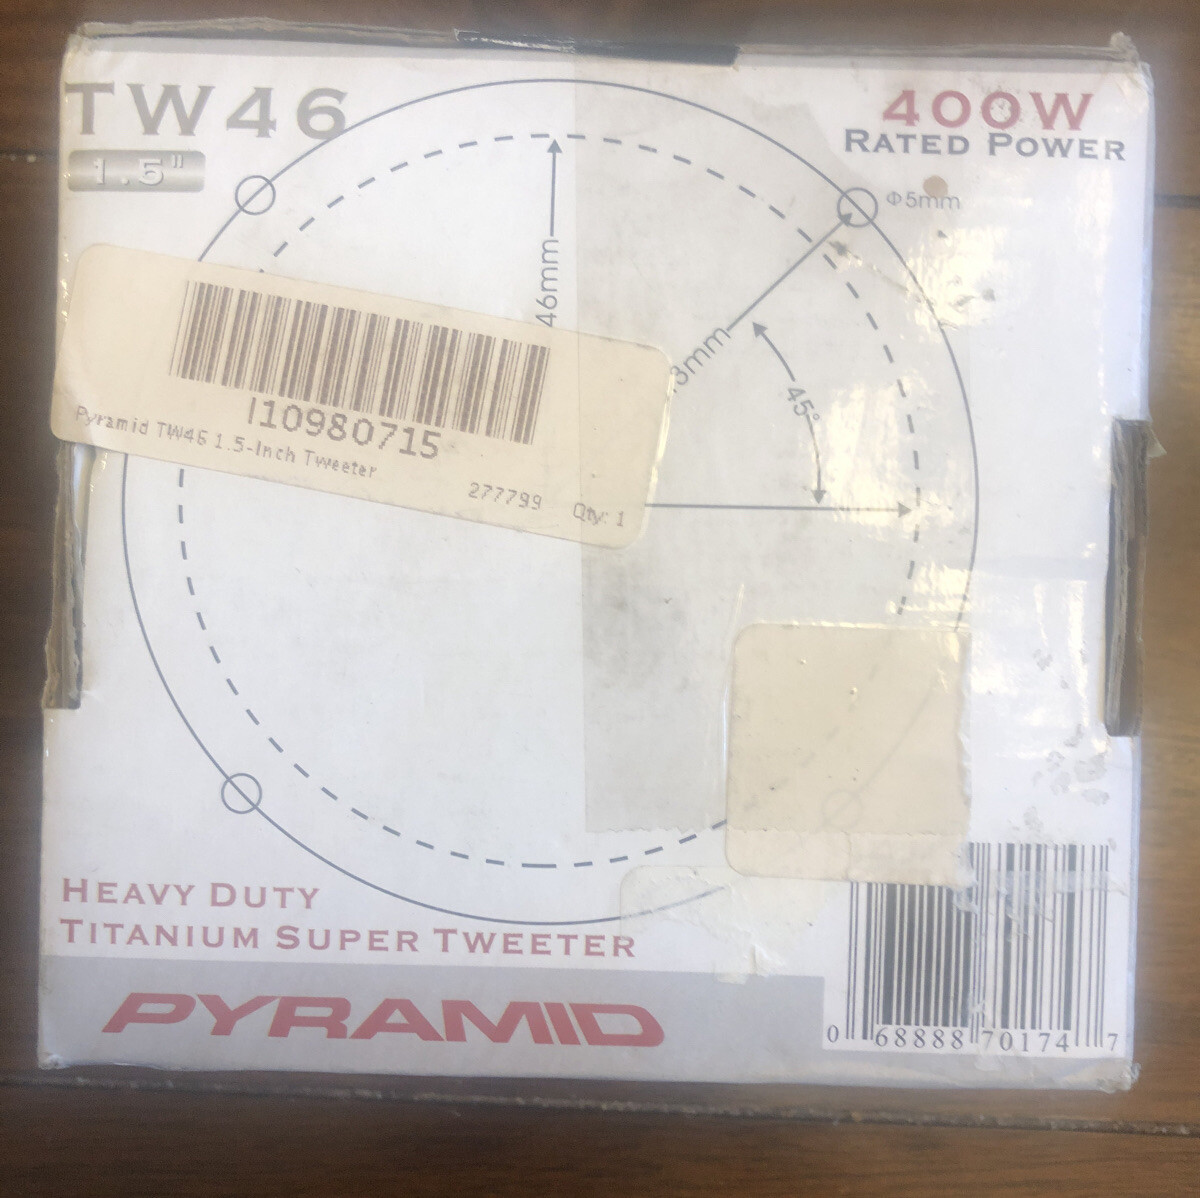 TW46
400W
RATED POWER
1.5"
Φ5mm
46mm
3mm
45°
110980715
Pyramid TW46 1.5-Inch Tweeter
277799 Qty: 1
HEAVY DUTY
TITANIUM SUPER TWEETER
PYRAMID
0 68888 70174 7